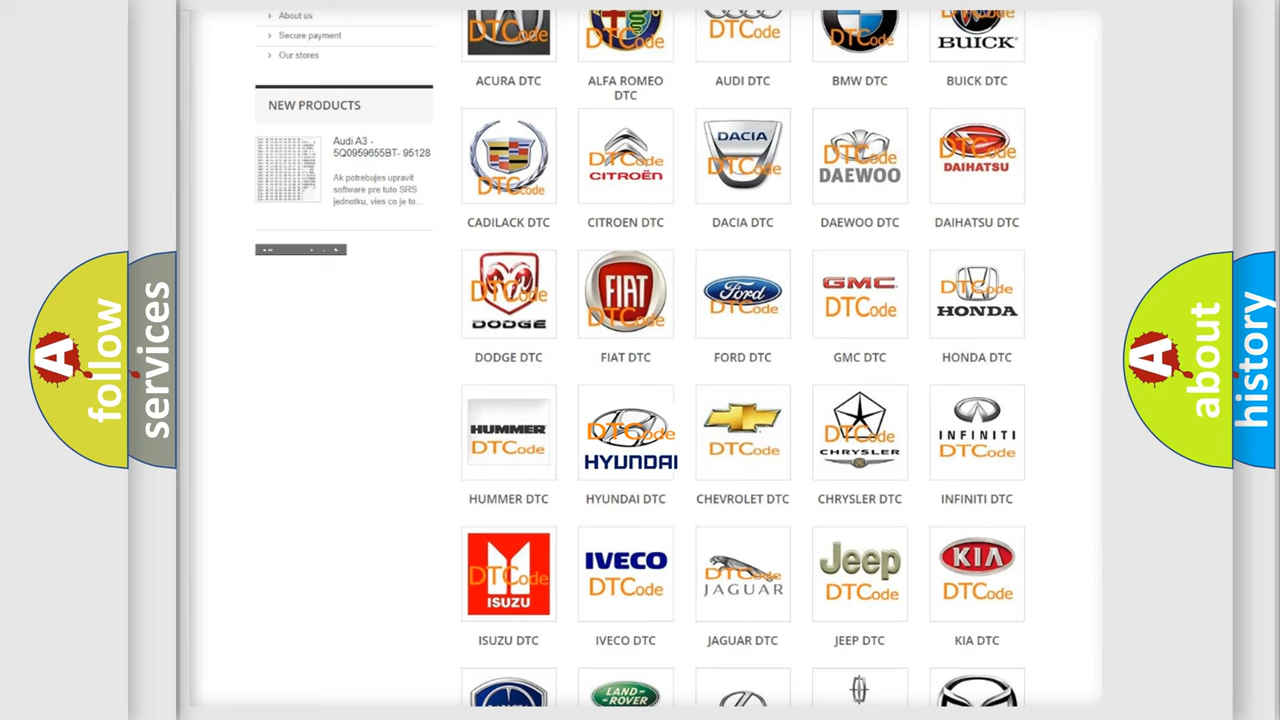 About us
Secure payment
Our stores
NEW PRODUCTS
Audi A3 -
5Q0959655BT- 95128
Ak potrebujes upravit
software pre tuto SRS
jednotku, vies co je to...
DTCode
DTCode
DTCode
DTCode
BUICK
ACURA DTC
ALFA ROMEO
DTC
AUDI DTC
BMW DTC
BUICK DTC
DTCode
DTCode
CITROËN
DACIA
DTCode
DTCode
DAEWOO
DTCode
DAIHATSU
CADILACK DTC
CITROEN DTC
DACIA DTC
DAEWOO DTC
DAIHATSU DTC
DTCode
DODGE
FIAT
DTCode
Ford
DTCode
GMC
DTCode
DTCode
HONDA
DODGE DTC
FIAT DTC
FORD DTC
GMC DTC
HONDA DTC
HUMMER
DTCode
DTCode
HYUNDAI
DTCode
DTCode
CHRYSLER
INFINITI
DTCode
HUMMER DTC
HYUNDAI DTC
CHEVROLET DTC
CHRYSLER DTC
INFINITI DTC
DTCode
ISUZU
IVECO
DTCode
DTCode
JAGUAR
Jeep
DTCode
KIA
DTCode
ISUZU DTC
IVECO DTC
JAGUAR DTC
JEEP DTC
KIA DTC
LAND-
ROVER
A
follow
services
A
about
history